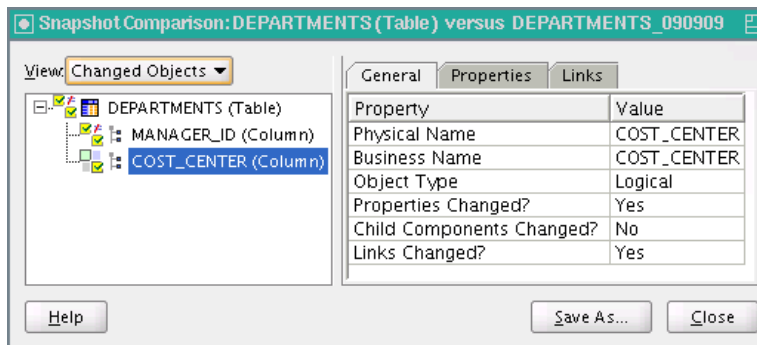 Snapshot Comparison: DEPARTMENTS (Table) versus DEPARTMENTS_090909
View: Changed Objects
DEPARTMENTS (Table)
MANAGER_ID (Column)
COST_CENTER (Column)
General Properties Links
Property Value
Physical Name COST_CENTER
Business Name COST_CENTER
Object Type Logical
Properties Changed? Yes
Child Components Changed? No
Links Changed? Yes
Help Save As... Close